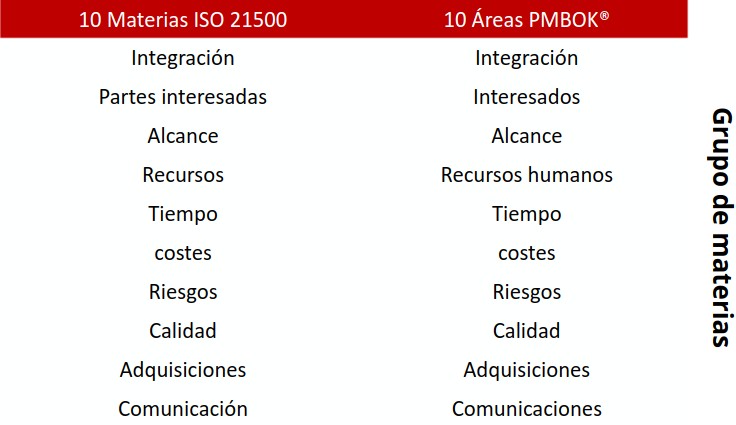 10 Materias ISO 21500 10 Áreas PMBOK®
Integración Integración
Partes interesadas Interesados
Alcance Alcance
Recursos Recursos humanos
Tiempo Tiempo
costes costes
Riesgos Riesgos
Calidad Calidad
Adquisiciones Adquisiciones
Comunicación Comunicaciones
Grupo de materias